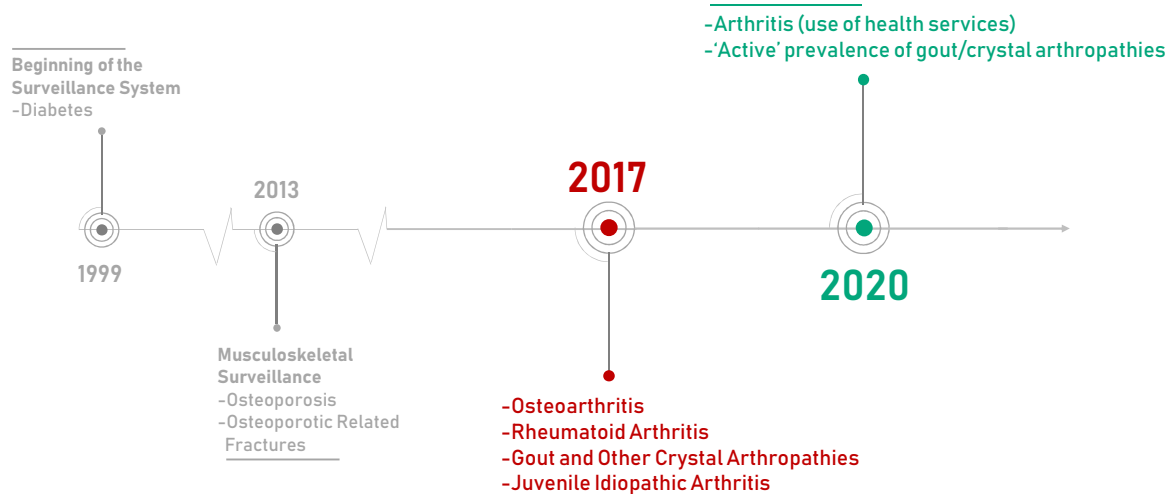 Beginning of the
Surveillance System
-Diabetes
1999
2013
Musculoskeletal
Surveillance
-Osteoporosis
-Osteoporotic Related
Fractures
2017
-Osteoarthritis
-Rheumatoid Arthritis
-Gout and Other Crystal Arthropathies
-Juvenile Idiopathic Arthritis
-Arthritis (use of health services)
-‘Active’ prevalence of gout/crystal arthropathies
2020